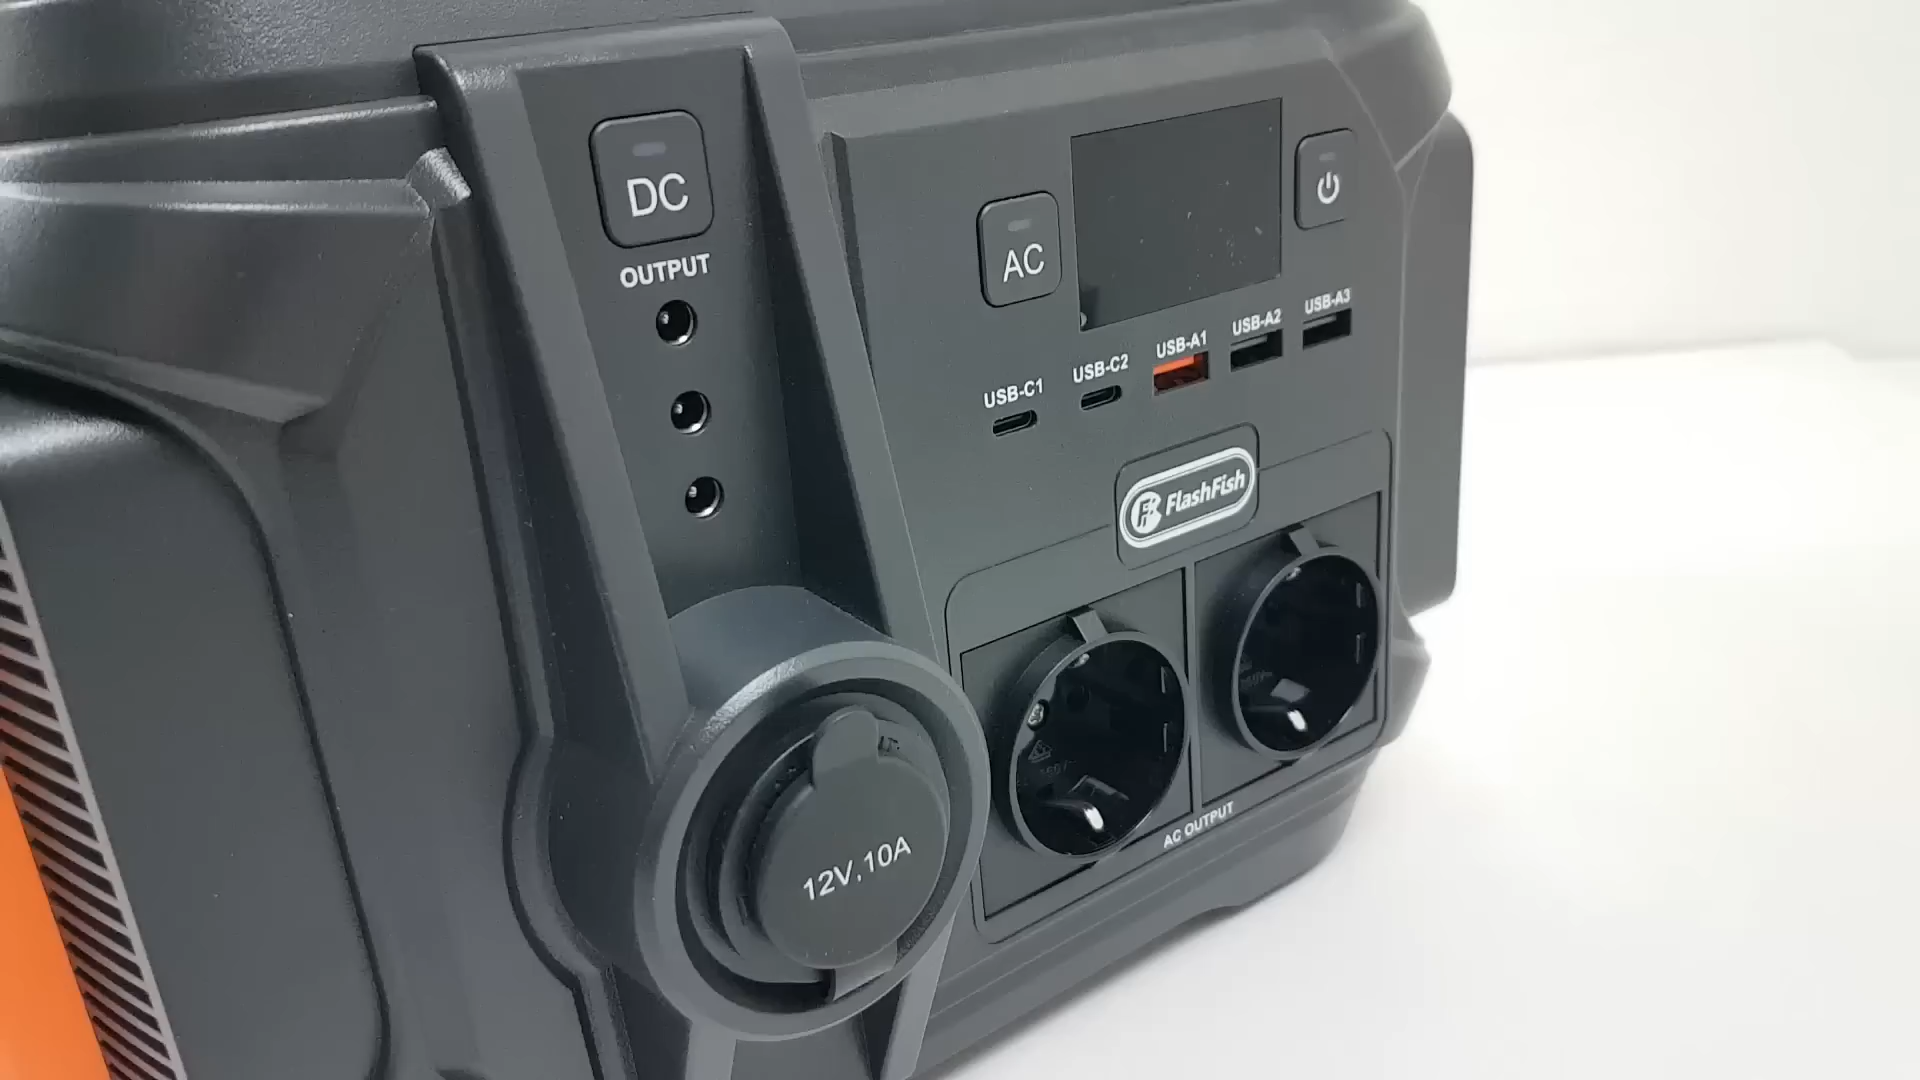 DC
OUTPUT
AC
USB-C1
USB-C2
USB-A1
USB-A2
USB-A3
FlashFish
12V,10A
AC OUTPUT